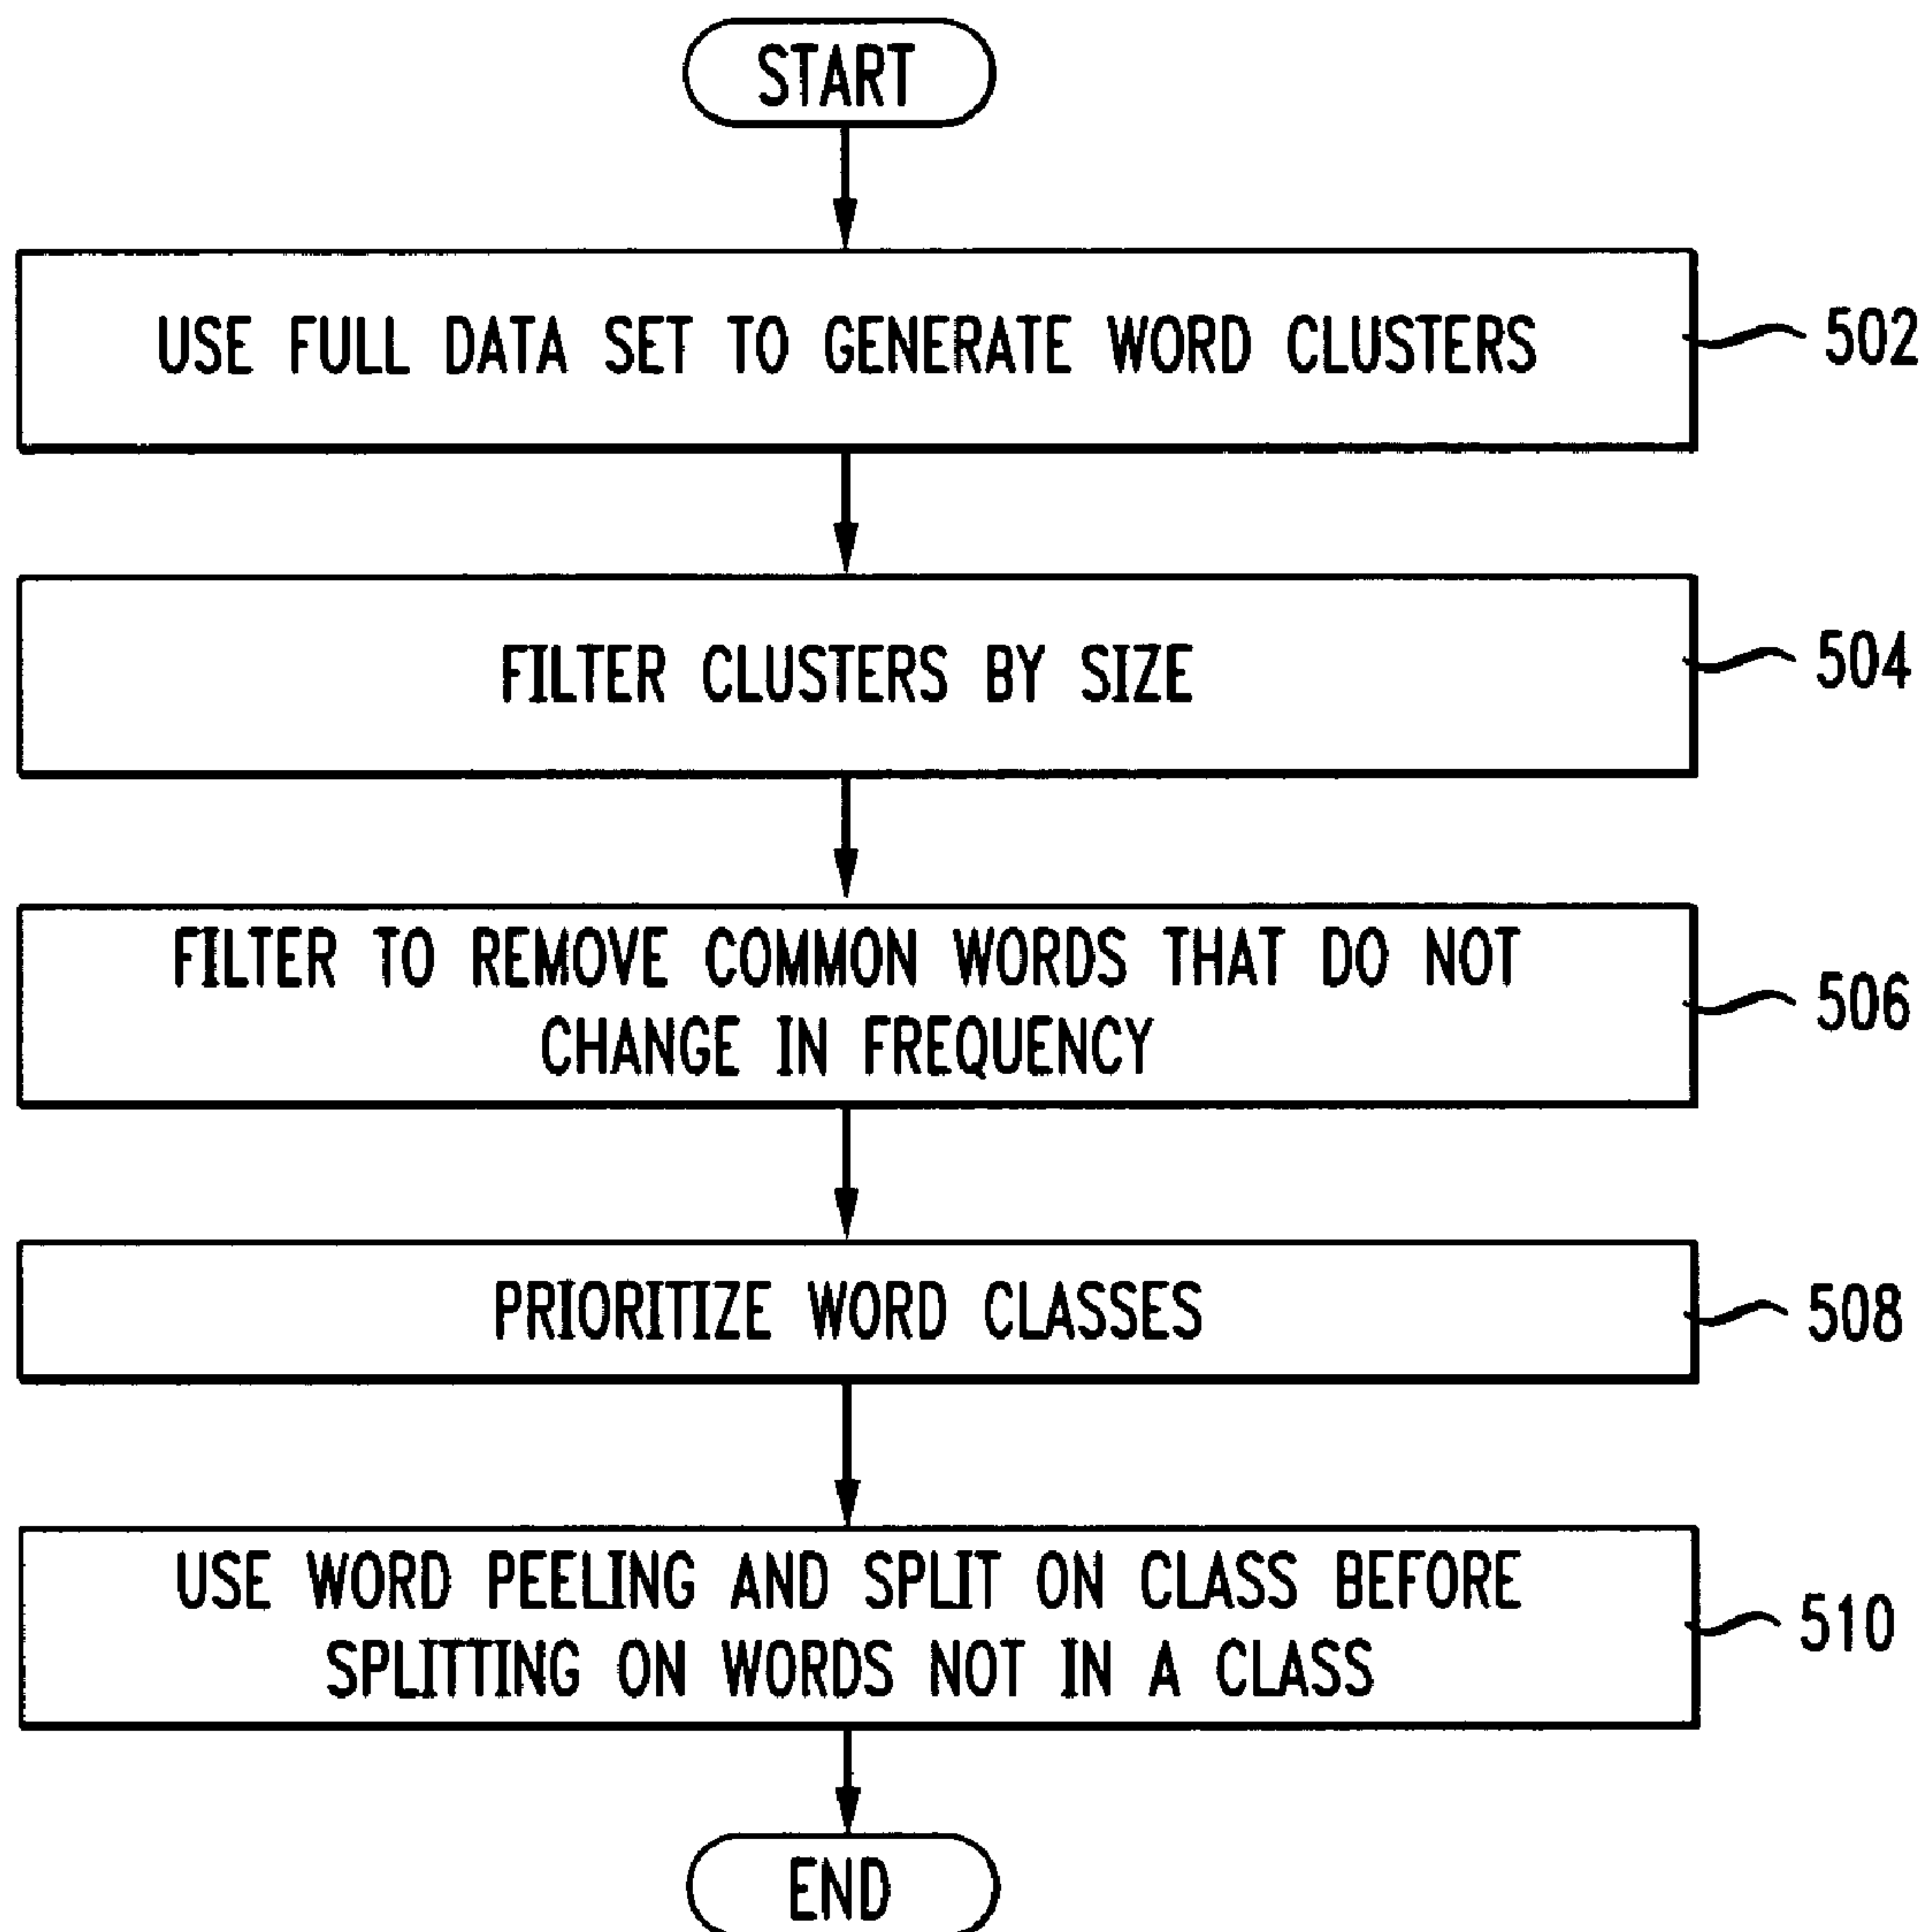 START
USE FULL DATA SET TO GENERATE WORD CLUSTERS
502
FILTER CLUSTERS BY SIZE
504
FILTER TO REMOVE COMMON WORDS THAT DO NOT
CHANGE IN FREQUENCY
506
PRIORITIZE WORD CLASSES
508
USE WORD PEELING AND SPLIT ON CLASS BEFORE
SPLITTING ON WORDS NOT IN A CLASS
510
END